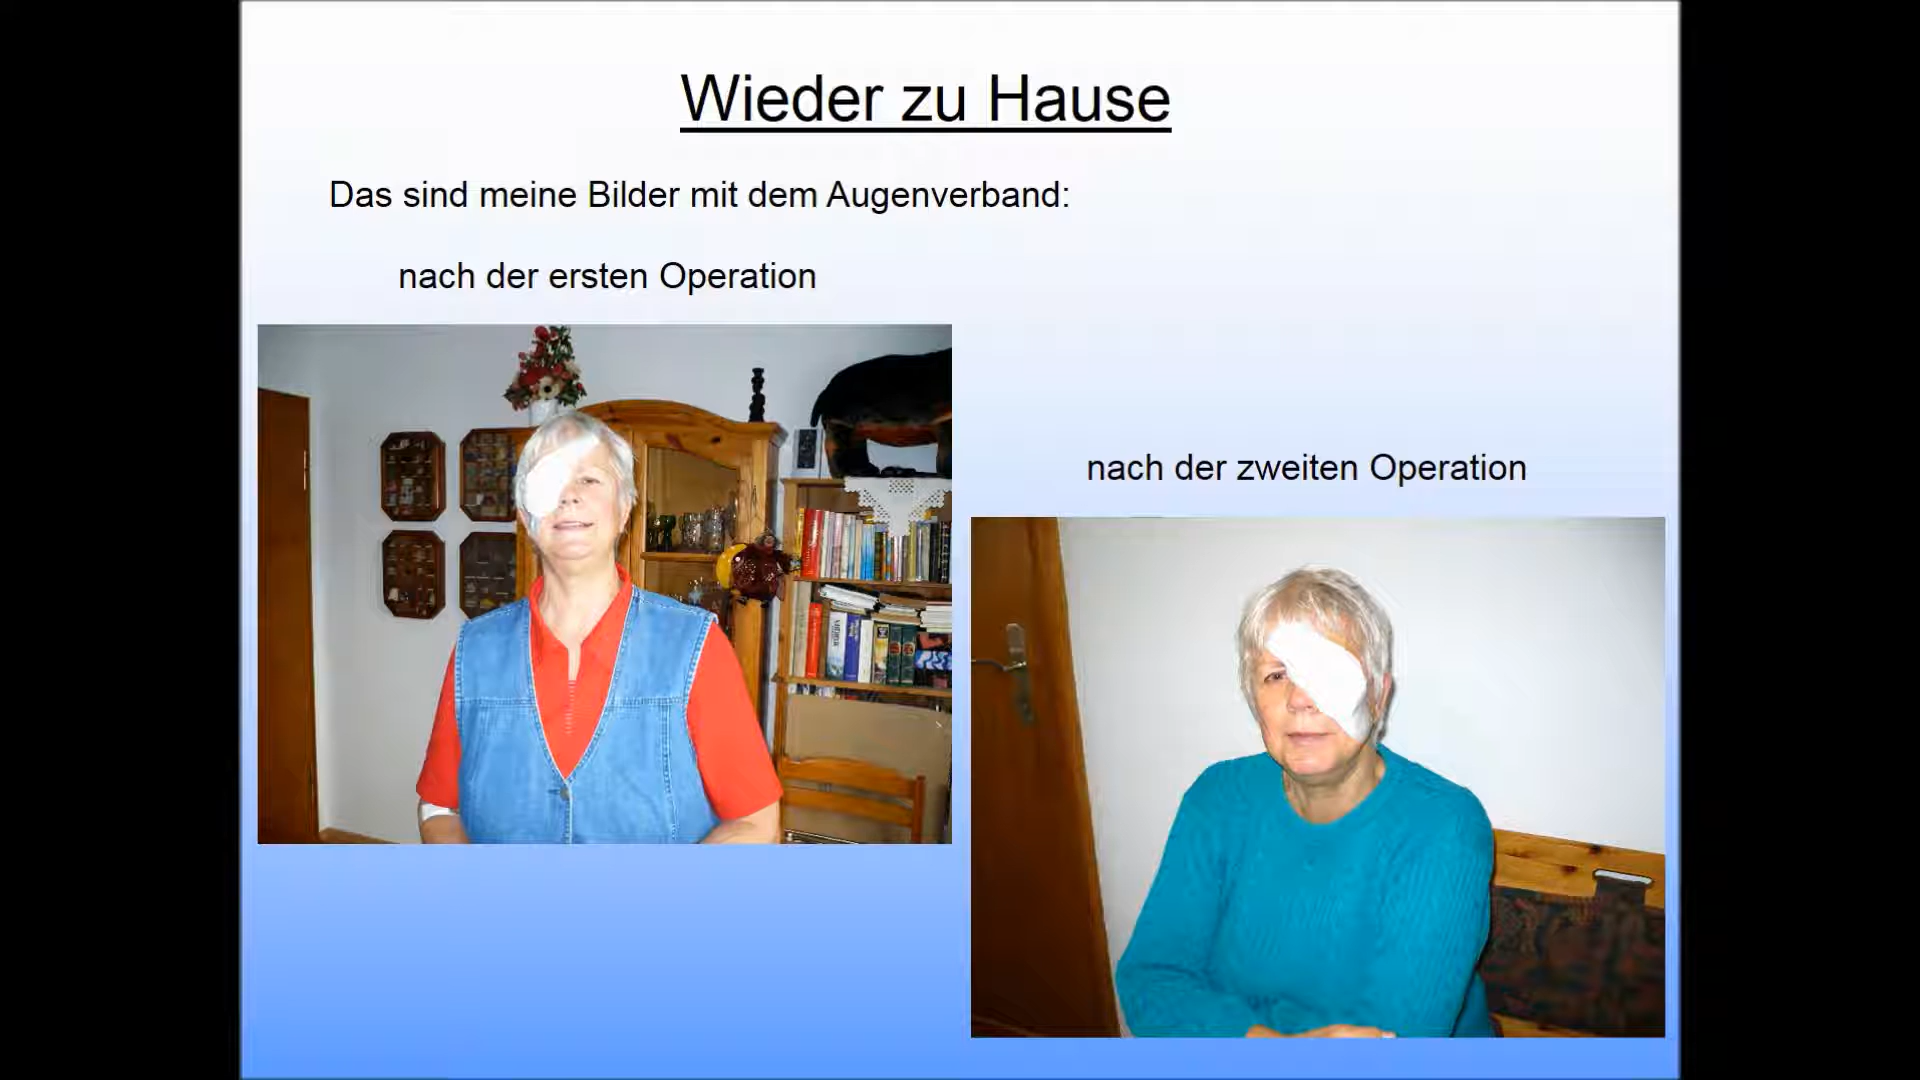 Wieder zu Hause
Das sind meine Bilder mit dem Augenverband:
nach der ersten Operation
nach der zweiten Operation